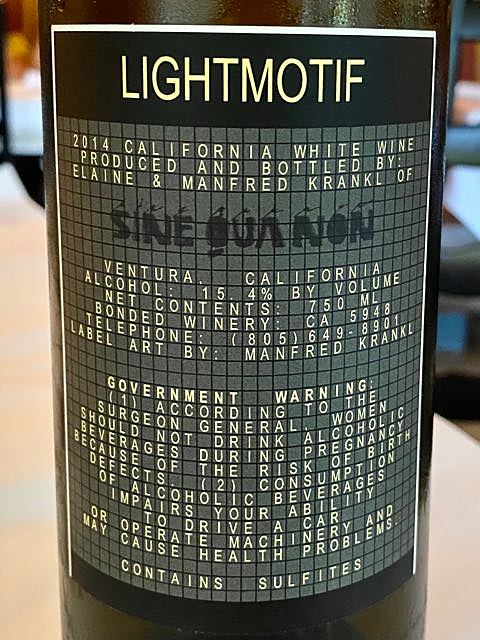 LIGHTMOTIF
2014 CALIFORNIA WHITE WINE
PRODUCED AND BOTTLED BY:
ELAINE & MANFRED KRANKL OF
SINE QUA NON
VENTURA, CALIFORNIA
ALCOHOL: 15.4% BY VOLUME
NET CONTENTS: 750 ML
BONDED WINERY: CA 5948
TELEPHONE: (805)649-8901
LABEL ART BY: MANFRED KRANKL
GOVERNMENT WARNING:
(1) ACCORDING TO THE
SURGEON GENERAL, WOMEN
SHOULD NOT DRINK ALCOHOLIC
BEVERAGES DURING PREGNANCY
BECAUSE OF THE RISK OF BIRTH
DEFECTS. (2) CONSUMPTION
OF ALCOHOLIC BEVERAGES
IMPAIRS YOUR ABILITY
TO DRIVE A CAR
OR OPERATE MACHINERY AND
MAY CAUSE HEALTH PROBLEMS.
CONTAINS SULFITES